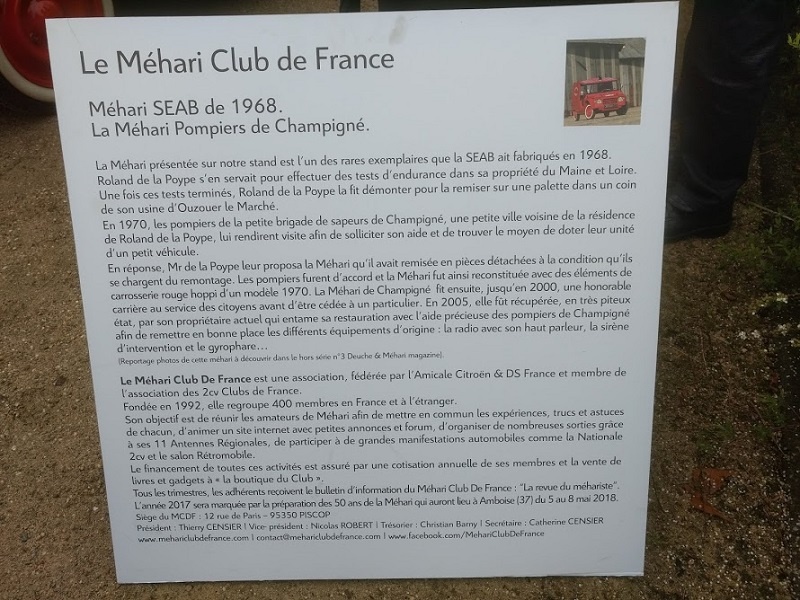 Le Méhari Club de France
Méhari SEAB de 1968.
La Méhari Pompiers de Champigné.
La Méhari présentée sur notre stand est l'un des rares exemplaires que la SEAB ait fabriqués en 1968.
Roland de la Poype s'en servait pour effectuer des tests d'endurance dans sa propriété du Maine et Loire.
Une fois ces tests terminés, Roland de la Poype la fit démonter pour la remiser sur une palette dans un coin
de son usine d'Ouzouer le Marché.
En 1970, les pompiers de la petite brigade de sapeurs de Champigné, une petite ville voisine de la résidence
de Roland de la Poype, lui rendirent visite afin de solliciter son aide et de trouver le moyen de doter leur unité
d'un petit véhicule.
En réponse, Mr de la Poype leur proposa la Méhari qu'il avait remisée en pièces détachées à la condition qu'ils
se chargent du remontage. Les pompiers furent d'accord et la Méhari fut ainsi reconstituée avec des éléments de
carrosserie rouge hoppi d'un modèle 1970. La Méhari de Champigné fit ensuite, jusqu'en 2000, une honorable
carrière au service des citoyens avant d'être cédée à un particulier. En 2005, elle fût récupérée, en très piteux
état, par son propriétaire actuel qui entame sa restauration avec l'aide précieuse des pompiers de Champigné
afin de remettre en bonne place les différents équipements d'origine : la radio avec son haut parleur, la sirène
d'intervention et le gyrophare...
(Reportage photos de cette méhari à découvrir dans le hors série n°3 Deuche & Méhari magazine).
Le Méhari Club De France est une association, fédérée par l'Amicale Citroën & DS France et membre de
l'association des 2cv Clubs de France.
Fondée en 1992, elle regroupe 400 membres en France et à l'étranger.
Son objectif est de réunir les amateurs de Méhari afin de mettre en commun les expériences, trucs et astuces
de chacun, d'animer un site internet avec petites annonces et forum, d'organiser de nombreuses sorties grâce
à ses 11 Antennes Régionales, de participer à de grandes manifestations automobiles comme la Nationale
2cv et le salon Rétromobile.
Le financement de toutes ces activités est assuré par une cotisation annuelle de ses membres et la vente de
livres et gadgets à « la boutique du Club ».
Tous les trimestres, les adhérents reçoivent le bulletin d'information du Méhari Club De France : "La revue du méhariste".
L'année 2017 sera marquée par la préparation des 50 ans de la Méhari qui auront lieu à Amboise (37) du 5 au 8 mai 2018.
Siège du MCDF : 12 rue de Paris – 95350 PISCOP
Président : Thierry CENSIER | Vice- président : Nicolas ROBERT | Trésorier : Christian Barny | Secrétaire : Catherine CENSIER
www.mehariclubdefrance.com | contact@mehariclubdefrance.com | www.facebook.com/MehariClubDeFrance